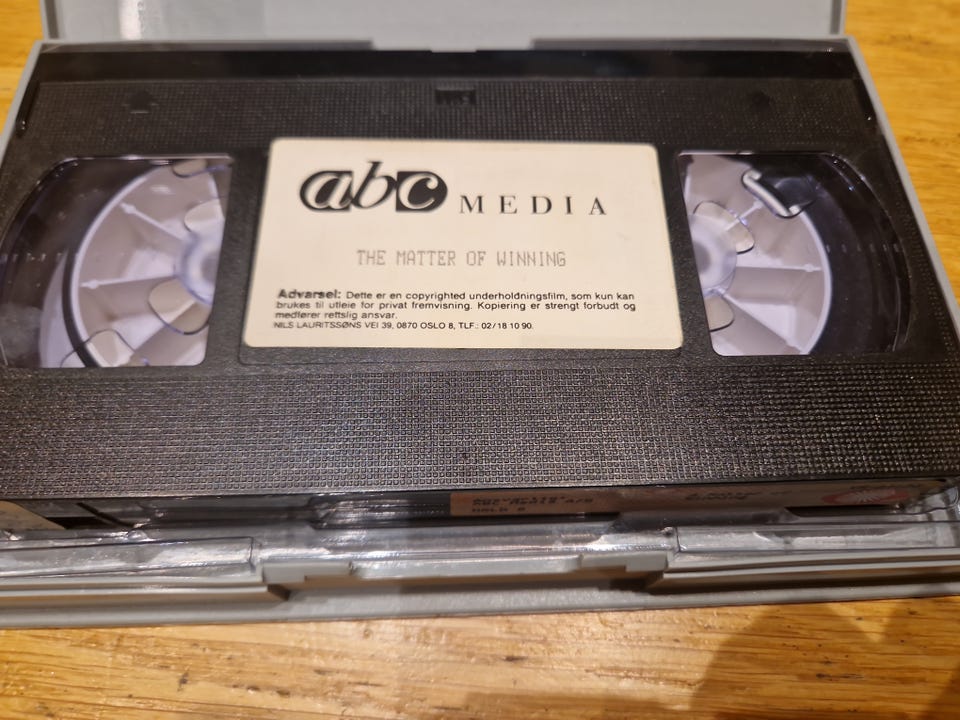 abc MEDIA
THE MATTER OF WINNING
Advarsel: Dette er en copyrighted underholdningsfilm, som kun kan
brukes til utleie for privat fremvisning. Kopiering er strengt forbudt og
medfører rettslig ansvar.
NILS LAURITSSØNS VEI 39, 0870 OSLO 8, TLF.: 02/18 10 90.